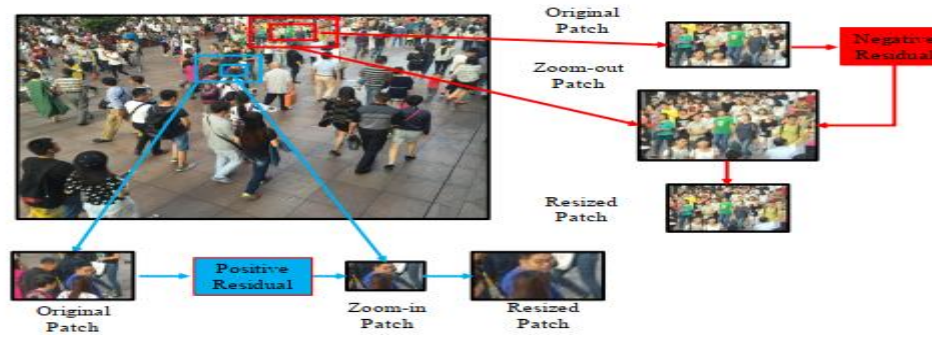 Original
Patch
Negative
Residual
Zoom-out
Patch
Resized
Patch
Positive
Residual
Original
Patch
Zoom-in
Patch
Resized
Patch